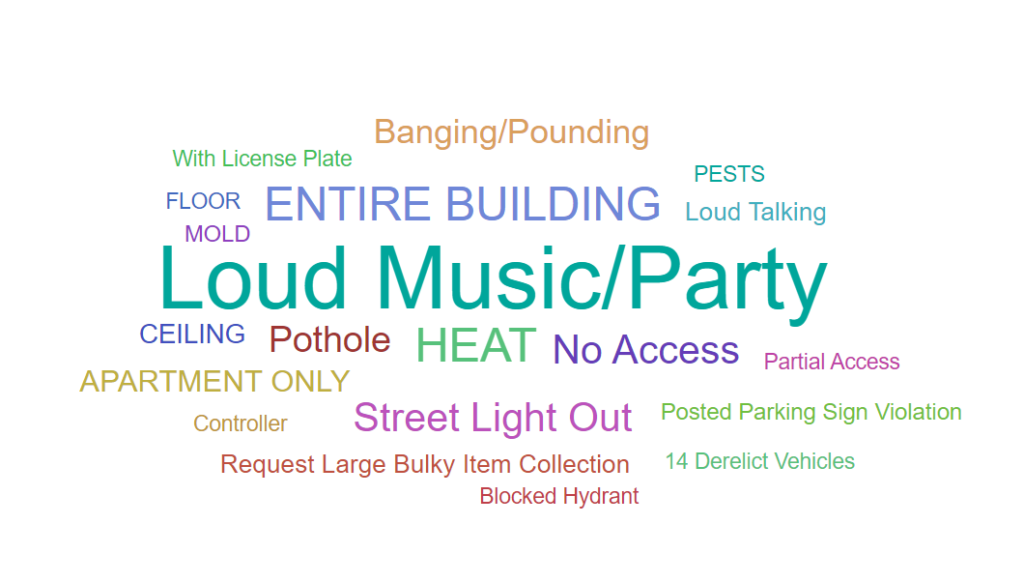 Banging/Pounding
With License Plate
PESTS
FLOOR
ENTIRE BUILDING
Loud Talking
MOLD
Loud Music/Party
CEILING
Pothole
HEAT
No Access
Partial Access
APARTMENT ONLY
Controller
Street Light Out
Posted Parking Sign Violation
Request Large Bulky Item Collection
14 Derelict Vehicles
Blocked Hydrant